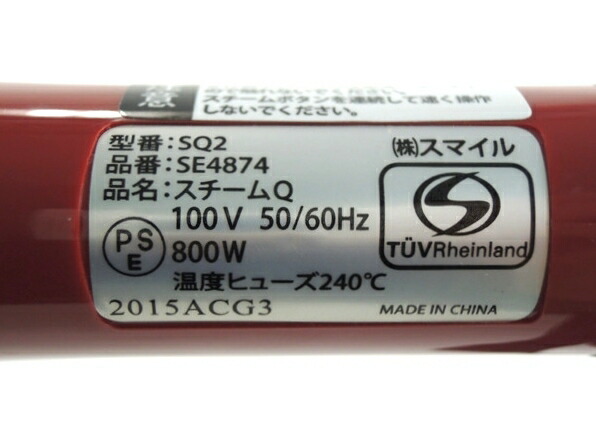 スチームボタンを連続して速く操作
しないでください。
型番：SQ2
品番：SE4874
品名：スチームQ
100V 50/60Hz
800W
温度ヒューズ240℃
2015ACG3
PS
E
(株)スマイル
TÜVRheinland
MADE IN CHINA